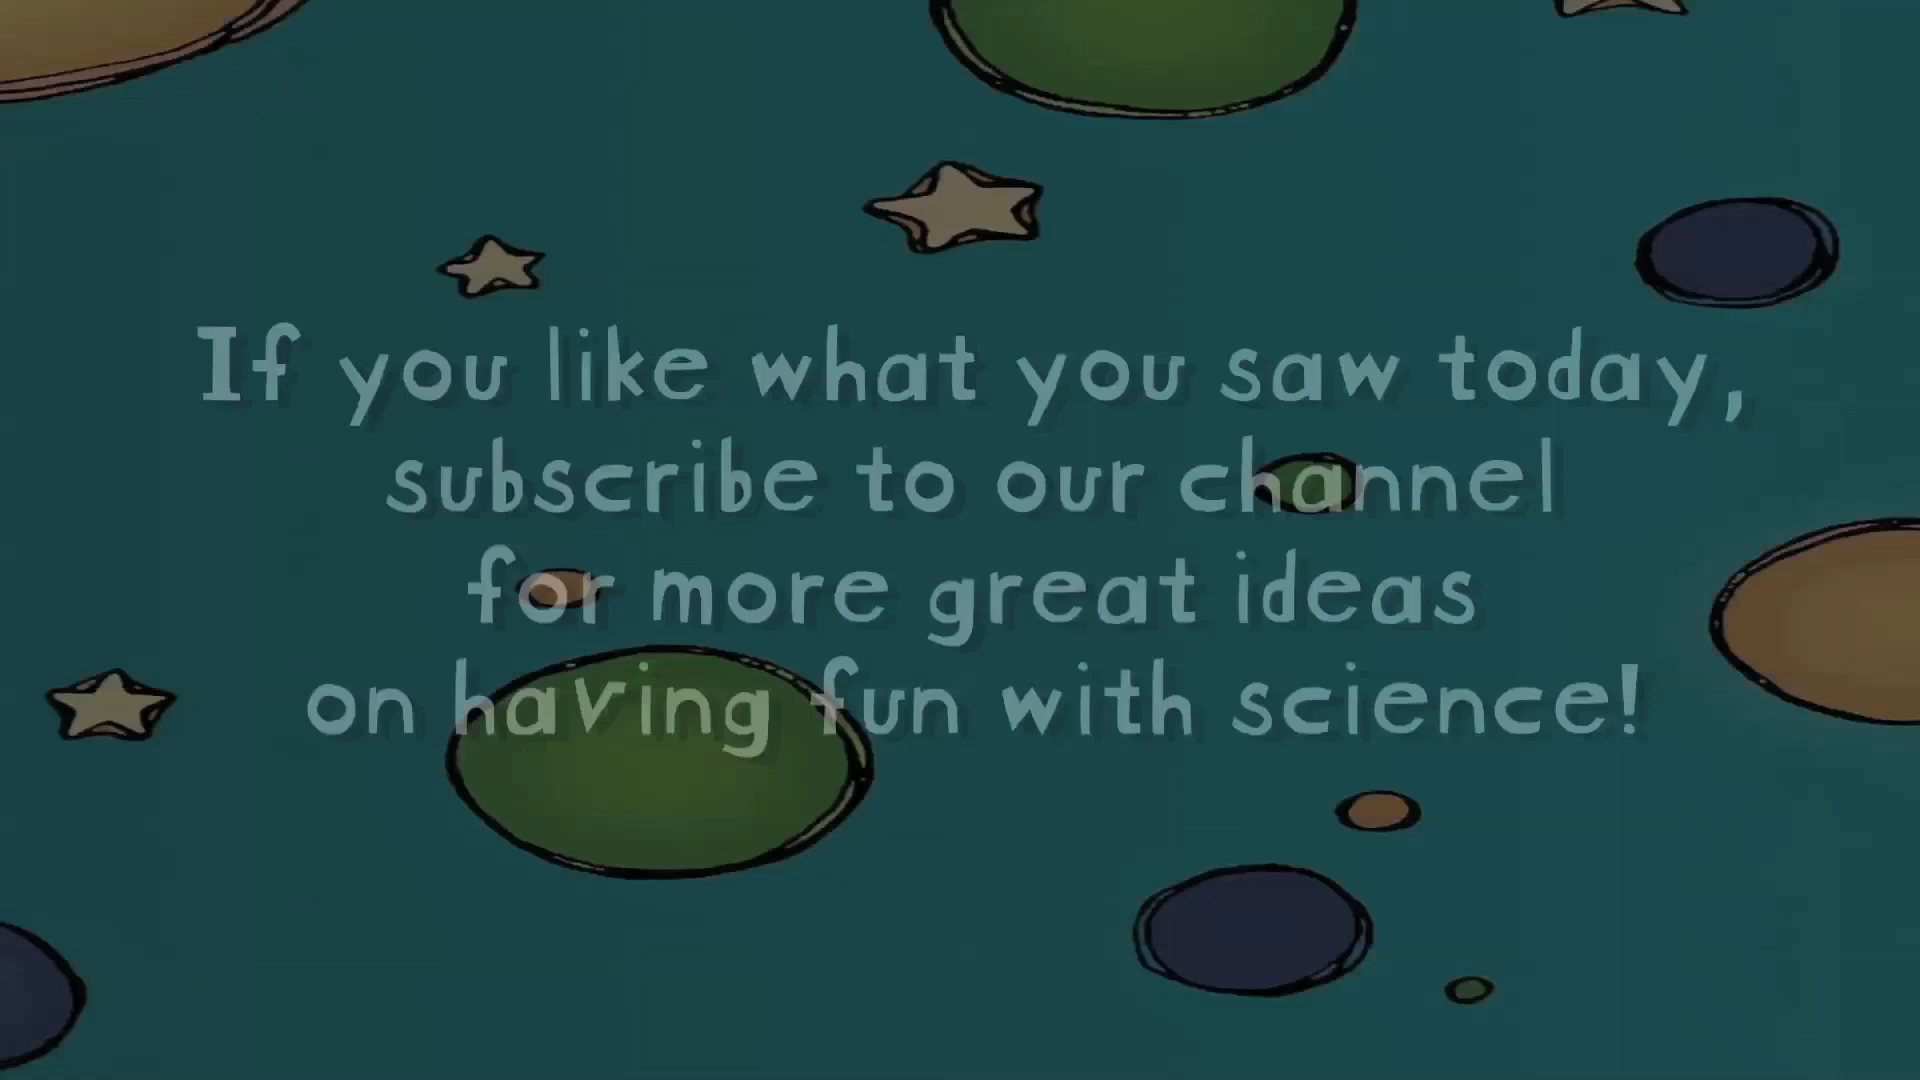 If you like what you saw today,
subscribe to our channel
for more great ideas
on having fun with science!